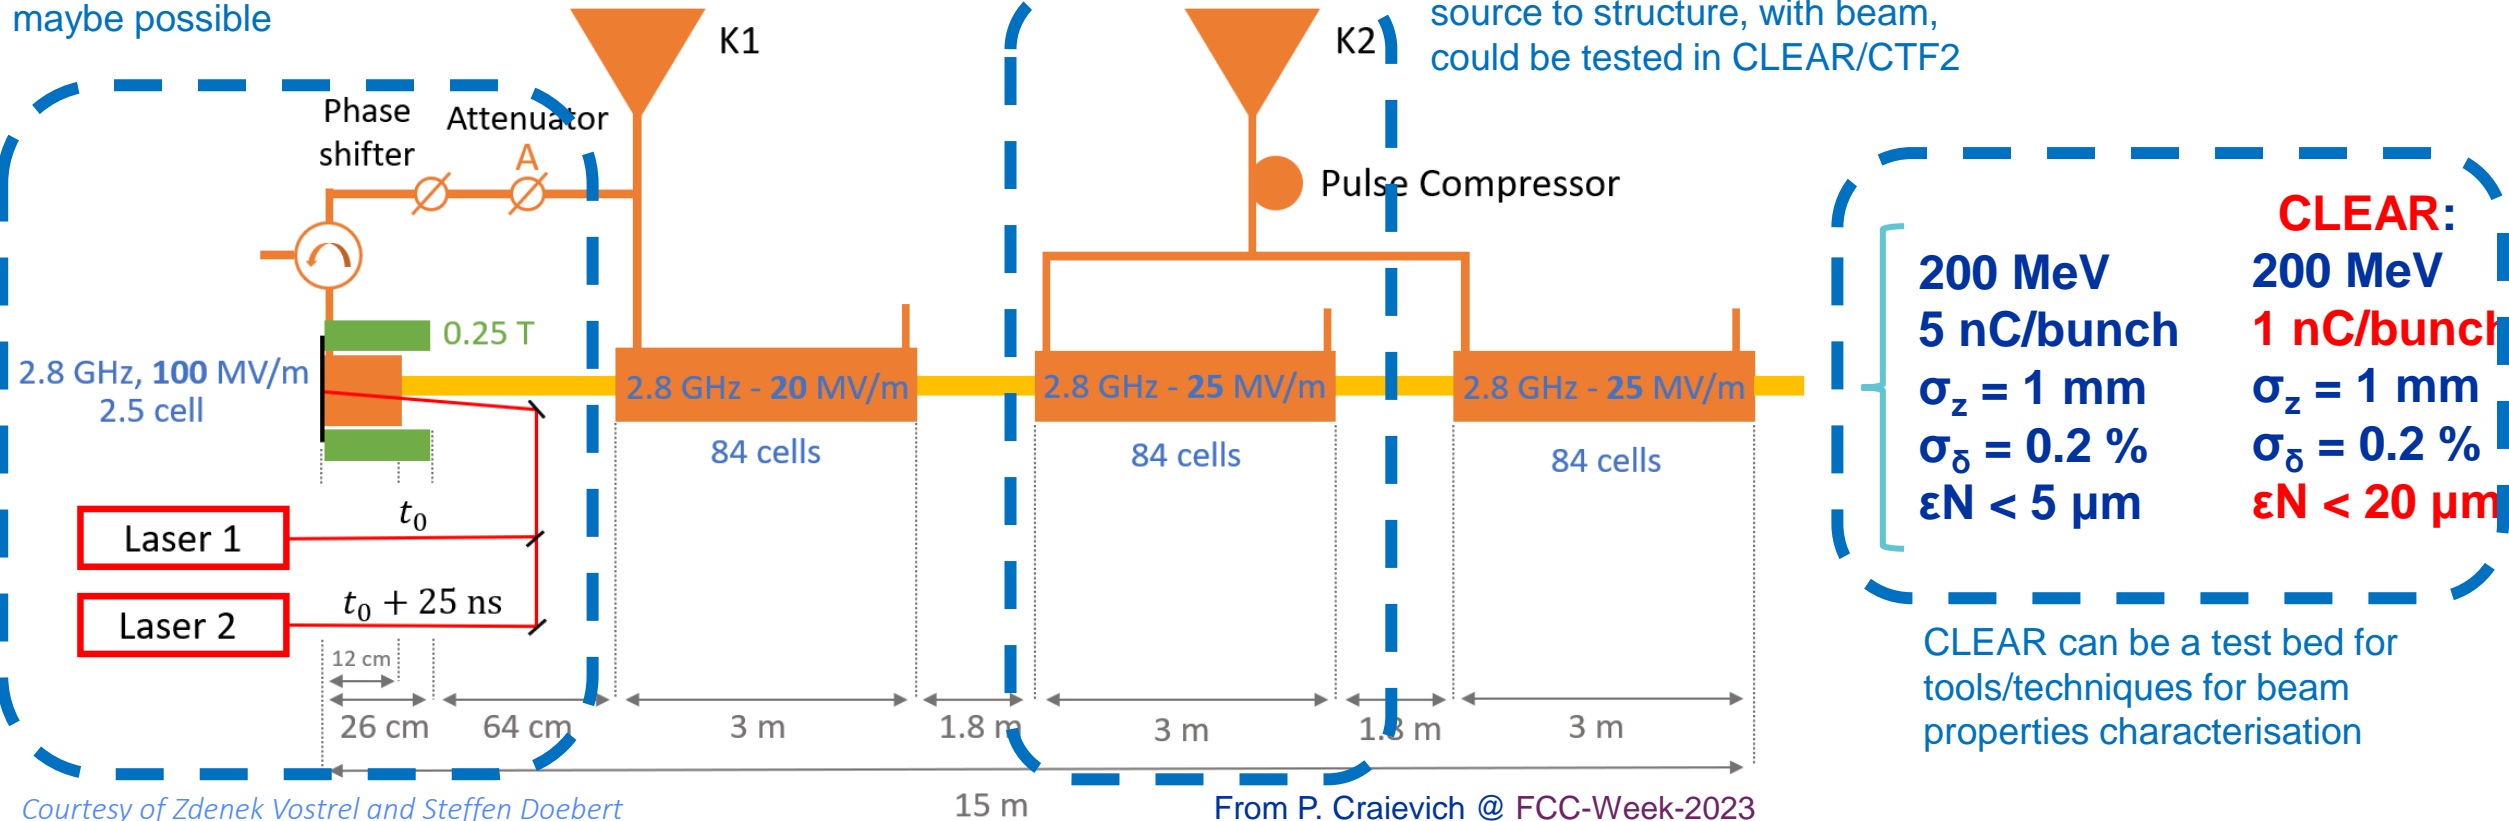 maybe possible
K1
K2
source to structure, with beam,
could be tested in CLEAR/CTF2
Phase
shifter
Attenuator
A
Pulse Compressor
0.25 T
2.8 GHz, 100 MV/m
2.5 cell
2.8 GHz - 20 MV/m
2.8 GHz - 25 MV/m
2.8 GHz - 25 MV/m
84 cells
84 cells
84 cells
CLEAR:
200 MeV
5 nC/bunch
σz = 1 mm
σδ = 0.2 %
εN < 5 μm
200 MeV
1 nC/bunch
σz = 1 mm
σδ = 0.2 %
εN < 20 μm
Laser 1
t0
Laser 2
t0 + 25 ns
12 cm
26 cm
64 cm
3 m
1.8 m
3 m
1.8 m
3 m
15 m
CLEAR can be a test bed for
tools/techniques for beam
properties characterisation
Courtesy of Zdenek Vostrel and Steffen Doebert
From P. Craievich @ FCC-Week-2023